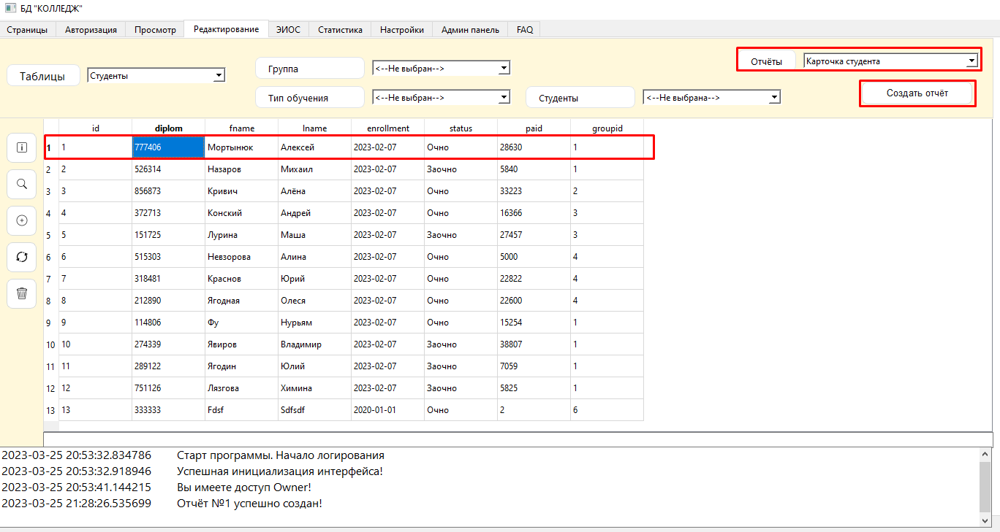 БД "КОЛЛЕДЖ"
Страницы Авторизация Просмотр Редактирование ЭИОС Статистика Настройки Админ панель FAQ
Отчёты Карточка студента
Таблицы Студенты Группа <--Не выбран-->
Тип обучения <--Не выбран--> Студенты <--Не выбрана--> Создать отчёт
id diplom fname lname enrollment status paid groupid
1 1 777406 Мортынюк Алексей 2023-02-07 Очно 28630 1
2 2 526314 Назаров Михаил 2023-02-07 Заочно 5840 1
3 3 856873 Кривич Алёна 2023-02-07 Очно 33223 2
4 4 372713 Конский Андрей 2023-02-07 Очно 16366 3
5 5 151725 Лурина Маша 2023-02-07 Заочно 27457 3
6 6 515303 Невзорова Алина 2023-02-07 Очно 5000 4
7 7 318481 Краснов Юрий 2023-02-07 Очно 22822 4
8 8 212890 Ягодная Олеся 2023-02-07 Очно 22600 4
9 9 114806 Фу Нурьям 2023-02-07 Очно 15254 1
10 10 274339 Явиров Владимир 2023-02-07 Заочно 38807 1
11 11 289122 Ягодин Юлий 2023-02-07 Заочно 7059 1
12 12 751126 Лязгова Химина 2023-02-07 Заочно 5825 1
13 13 333333 Fdsf Sdfsdf 2020-01-01 Очно 2 6
2023-03-25 20:53:32.834786 Старт программы. Начало логирования
2023-03-25 20:53:32.918946 Успешная инициализация интерфейса!
2023-03-25 20:53:41.144215 Вы имеете доступ Owner!
2023-03-25 21:28:26.535699 Отчёт №1 успешно создан!